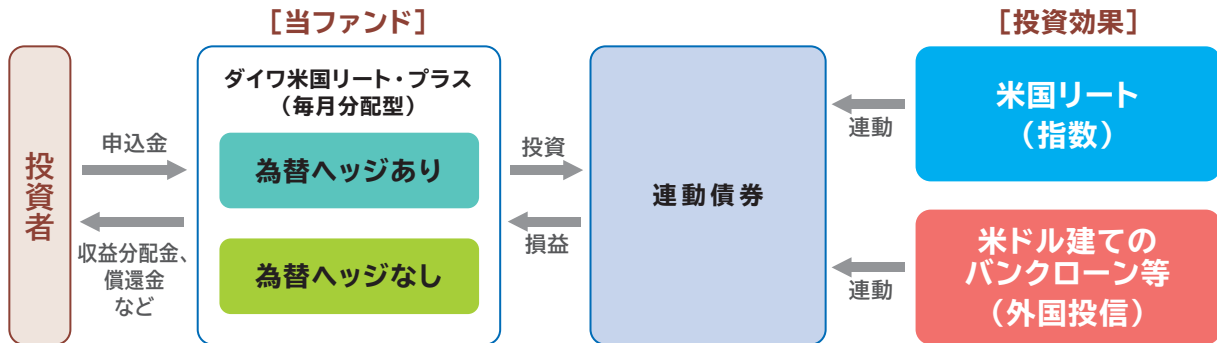 [当ファンド]
[投資効果]
投資者
申込金
収益分配金、
償還金
など
ダイワ米国リート・プラス
（毎月分配型）
為替ヘッジあり
為替ヘッジなし
投資
損益
連動債券
連動
連動
米国リート
（指数）
米ドル建ての
バンクローン等
（外国投信）